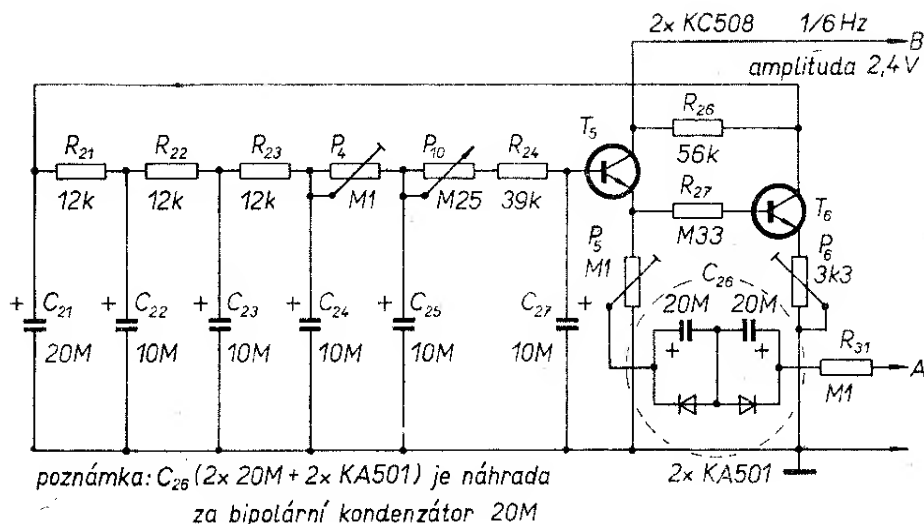 2x KC508 1/6 Hz
B
amplituda 2,4 V
R26
56k
T5
R21
R22
R23
P4
P10
R24
12k
12k
12k
M1
M25
39k
R27
M33
T6
P5
M1
P6
3k3
C26
20M 20M
+ C21
20M
+ C22
10M
+ C23
10M
+ C24
10M
+ C25
10M
C27 +
10M
+ +
R31
M1
A
poznámka: C26 (2x 20M + 2x KA501) je náhrada
za bipolární kondenzátor 20M
2x KA501